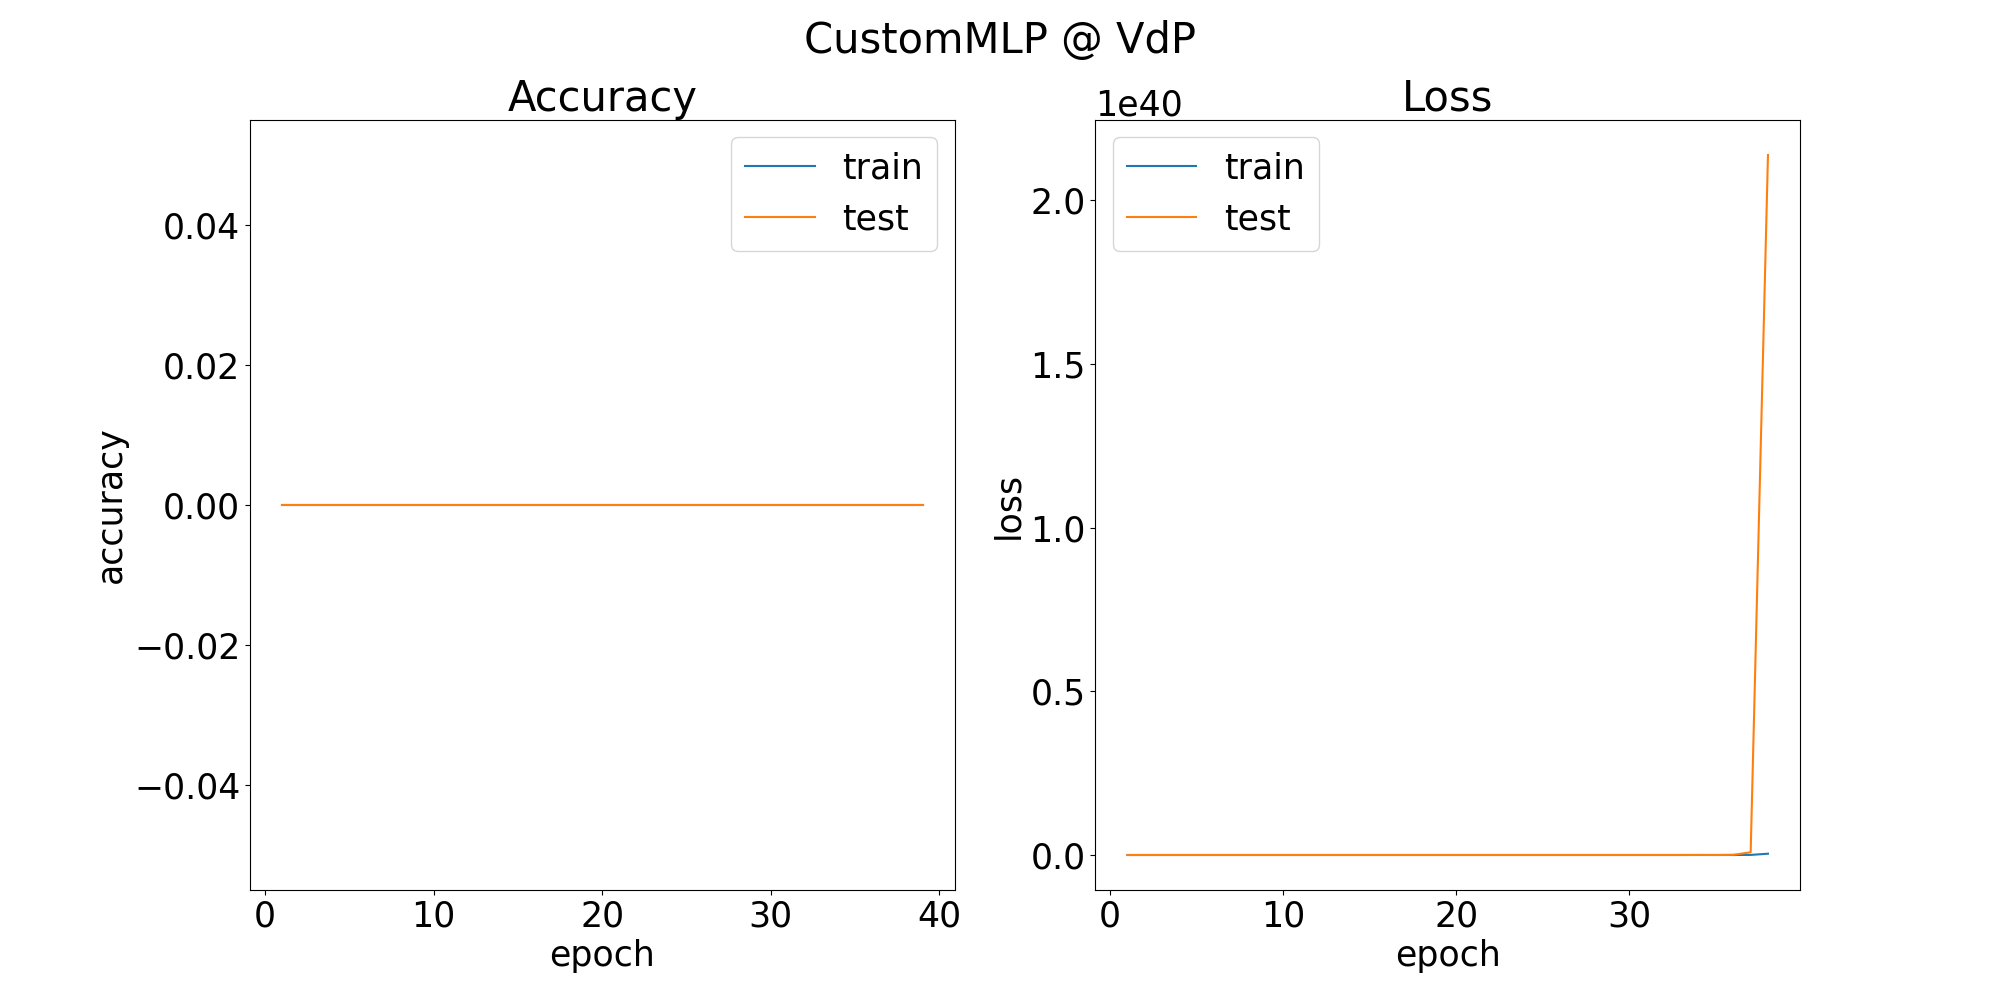 CustomMLP @ VdP
Accuracy
train
test
0.04
0.02
0.00
−0.02
−0.04
accuracy
0 10 20 30 40
epoch
Loss
1e40
train
test
2.0
1.5
1.0
0.5
0.0
loss
0 10 20 30
epoch